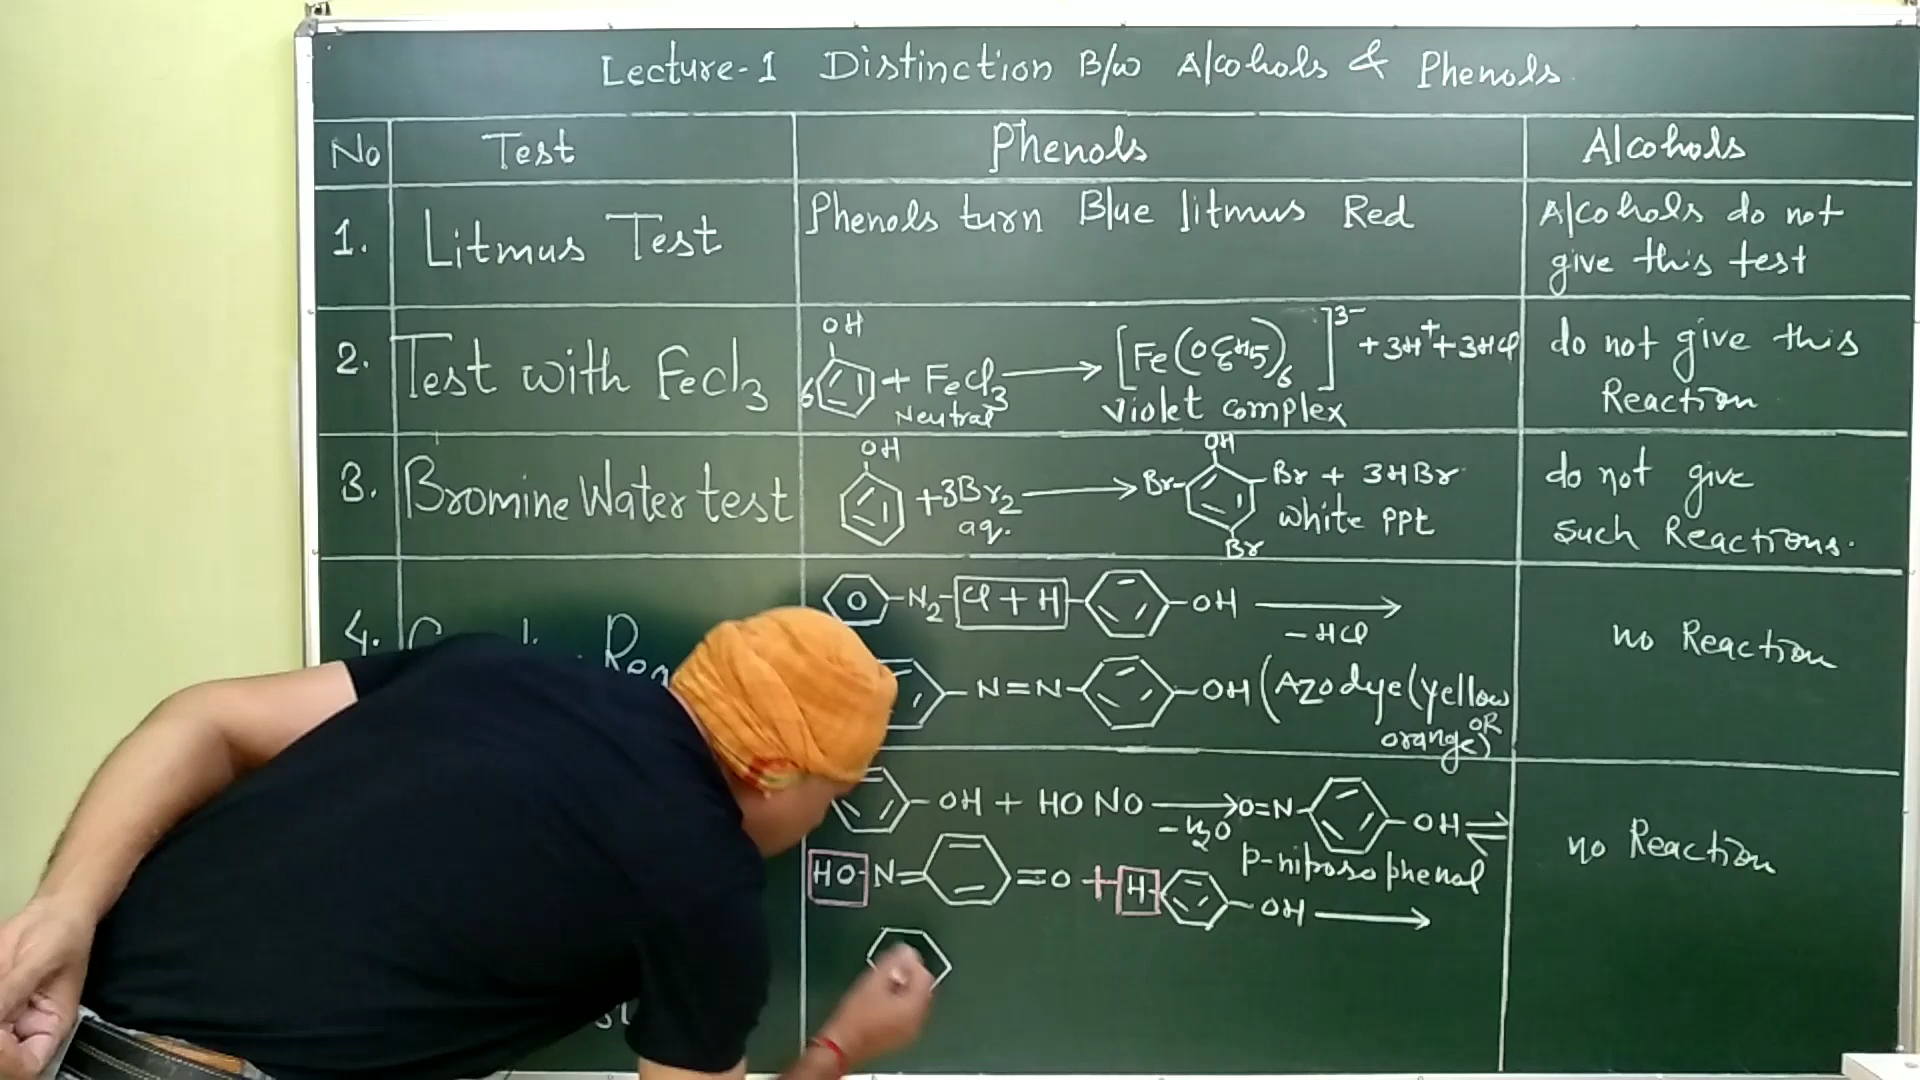 Lecture-1 Distinction B/w Alcohols & Phenols
No Test Phenols Alcohols
1. Litmus Test Phenols turn Blue litmus Red
Alcohols do not
give this test
2. Test with FeCl3
OH
6 + FeCl3 → [Fe(OC6H5)6]3- + 3H+ + 3HCl
Neutral violet complex
do not give this
Reaction
3. Bromine Water test
OH
+ 3Br2 → 
aq.
OH
Br- -Br + 3HBr
white ppt
Br
do not give
such Reactions.
4.
-N2-Cl + H- -OH →
-HCl
-N=N- -OH (Azodye (yellow
OR
orange)
no Reaction
-OH + HO NO → O=N- -OH ⇌
-H2O
p-nitroso phenol
HO-N= =O + H- -OH →
no Reaction